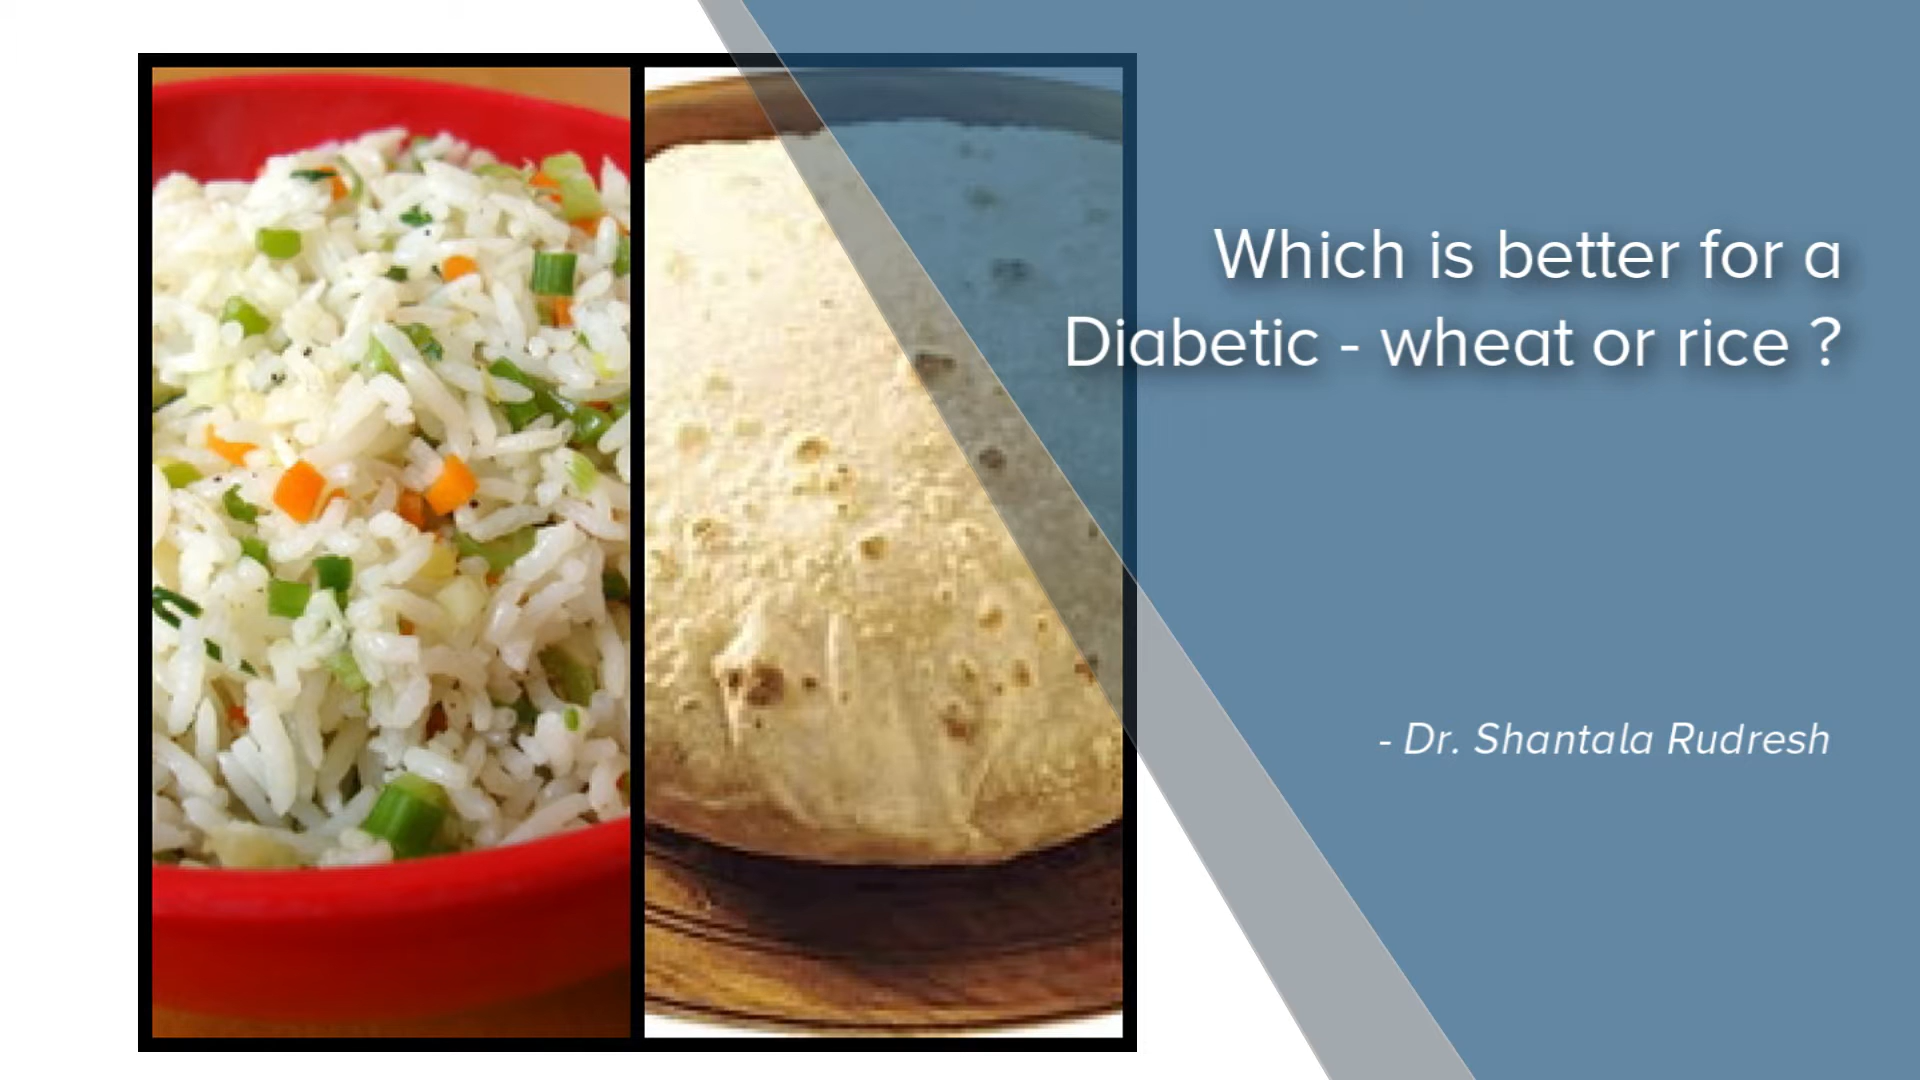 Which is better for a
Diabetic - wheat or rice ?
- Dr. Shantala Rudresh